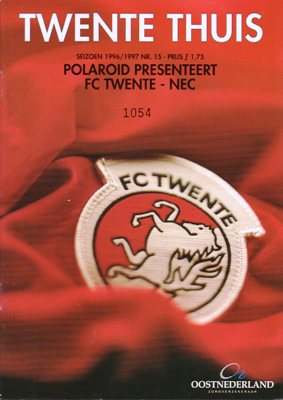 TWENTE THUIS
SEIZOEN 1996/1997 NR. 15 - PRIJS ƒ 1,75
POLAROID PRESENTEERT
FC TWENTE - NEC
1054
FC TWENTE
OOSTNEDERLAND
ZORGVERZEKERAAR